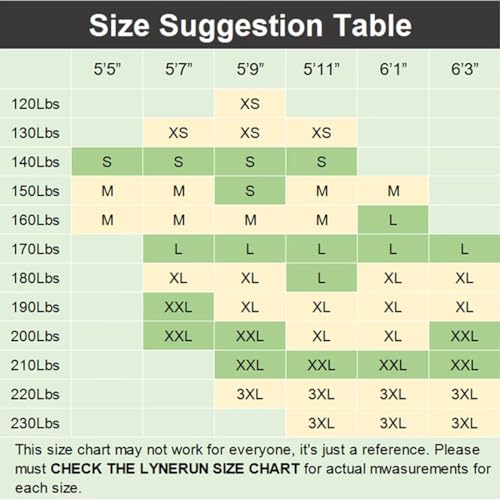 Size Suggestion Table
5’5” 5’7” 5’9” 5’11” 6’1” 6’3”
120Lbs XS
130Lbs XS XS XS
140Lbs S S S S
150Lbs M M S M M
160Lbs M M M M L
170Lbs L L L L L
180Lbs XL XL L XL XL
190Lbs XXL XL XL XL XL
200Lbs XXL XXL XL XL XXL
210Lbs XXL XXL XXL XXL
220Lbs 3XL 3XL 3XL 3XL
230Lbs 3XL 3XL 3XL
This size chart may not work for everyone, it's just a reference. Please
must CHECK THE LYNERUN SIZE CHART for actual mwasurements for
each size.